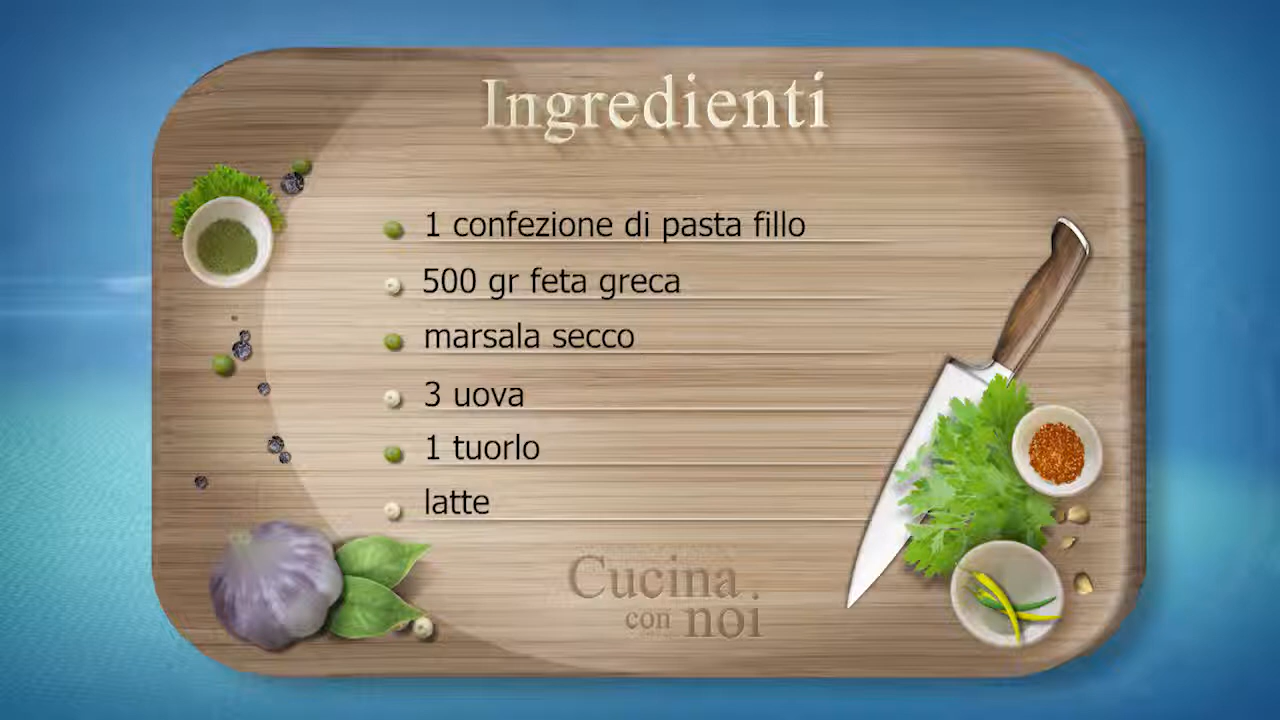 Ingredienti
1 confezione di pasta fillo
500 gr feta greca
marsala secco
3 uova
1 tuorlo
latte
Cucina
con noi